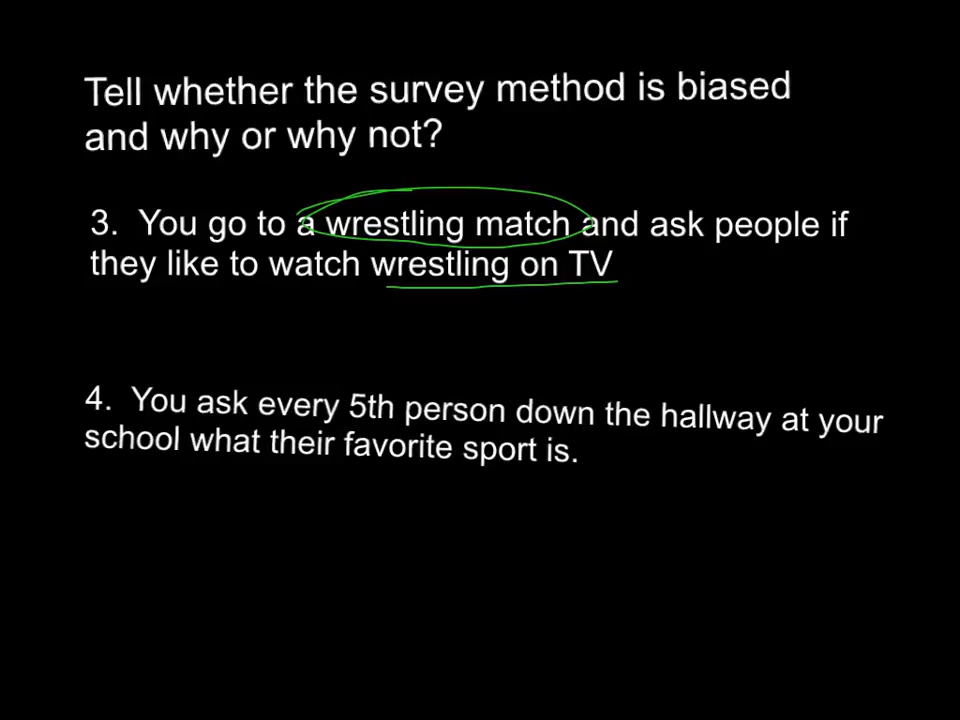 Tell whether the survey method is biased
and why or why not?
3. You go to a wrestling match and ask people if
they like to watch wrestling on TV
4. You ask every 5th person down the hallway at your
school what their favorite sport is.